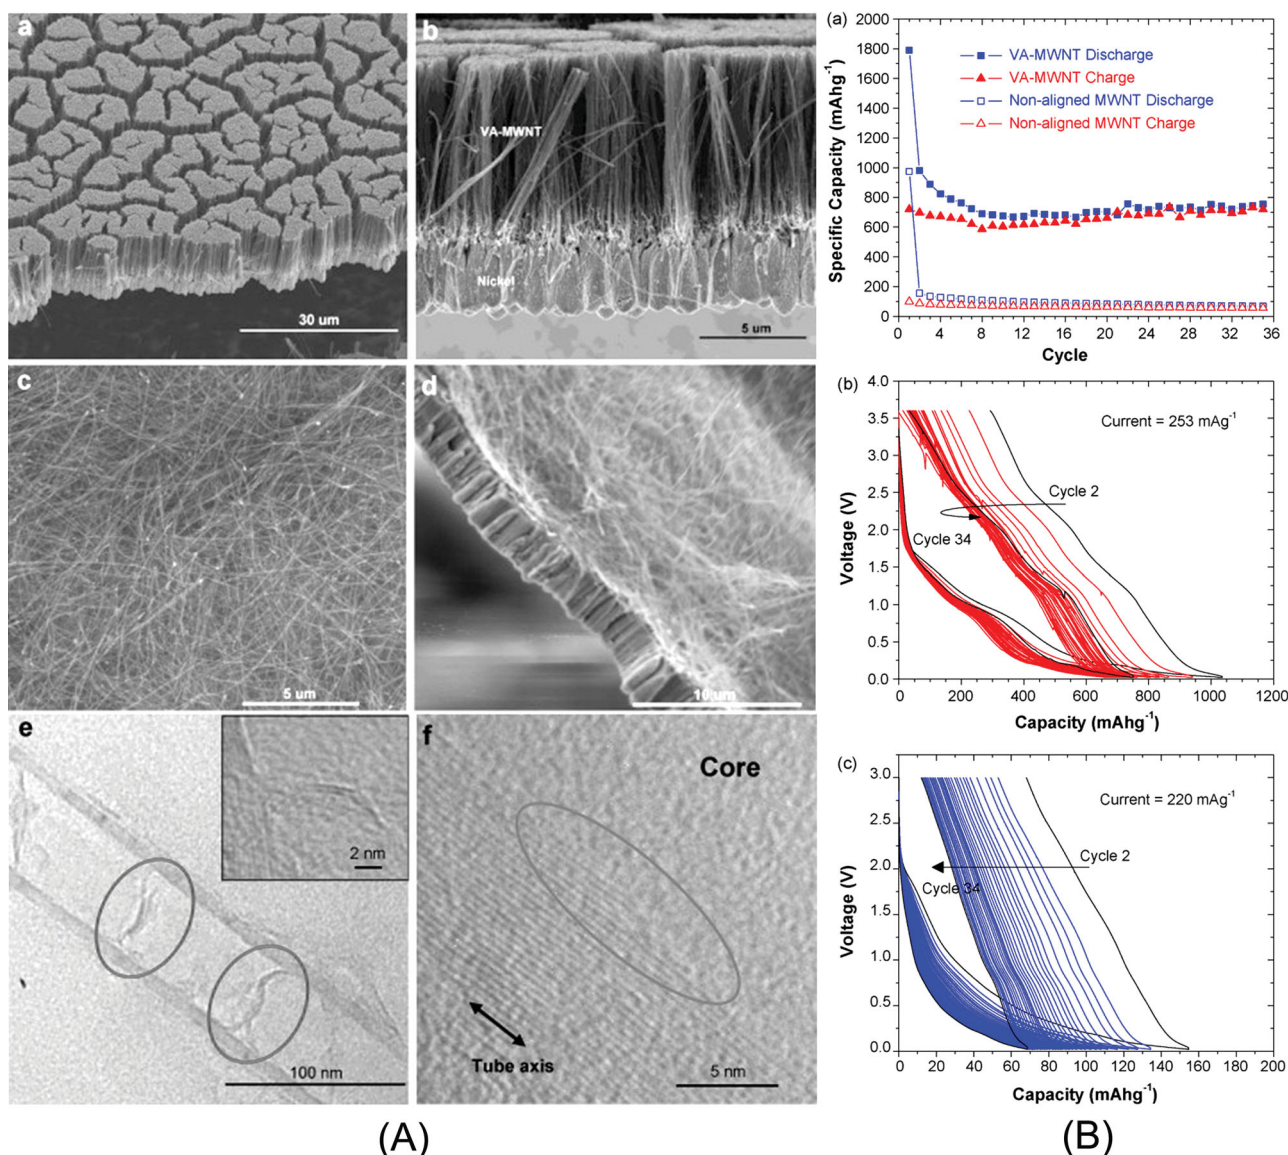 a
30 um
b
VA-MWNT
Nickel
5 um
c
5 um
d
10 um
e
2 nm
100 nm
f
Core
Tube axis
5 nm
(A)
(a)
2000
1800
1600
1400
1200
1000
800
600
400
200
0
Specific Capacity (mAhg-1)
VA-MWNT Discharge
VA-MWNT Charge
Non-aligned MWNT Discharge
Non-aligned MWNT Charge
0 4 8 12 16 20 24 28 32 36
Cycle
(b)
4.0
3.5
3.0
2.5
2.0
1.5
1.0
0.5
0.0
Voltage (V)
Current = 253 mAg-1
Cycle 2
Cycle 34
0 200 400 600 800 1000 1200
Capacity (mAhg-1)
(c)
3.0
2.5
2.0
1.5
1.0
0.5
0.0
Voltage (V)
Current = 220 mAg-1
Cycle 2
Cycle 34
0 20 40 60 80 100 120 140 160 180 200
Capacity (mAhg-1)
(B)